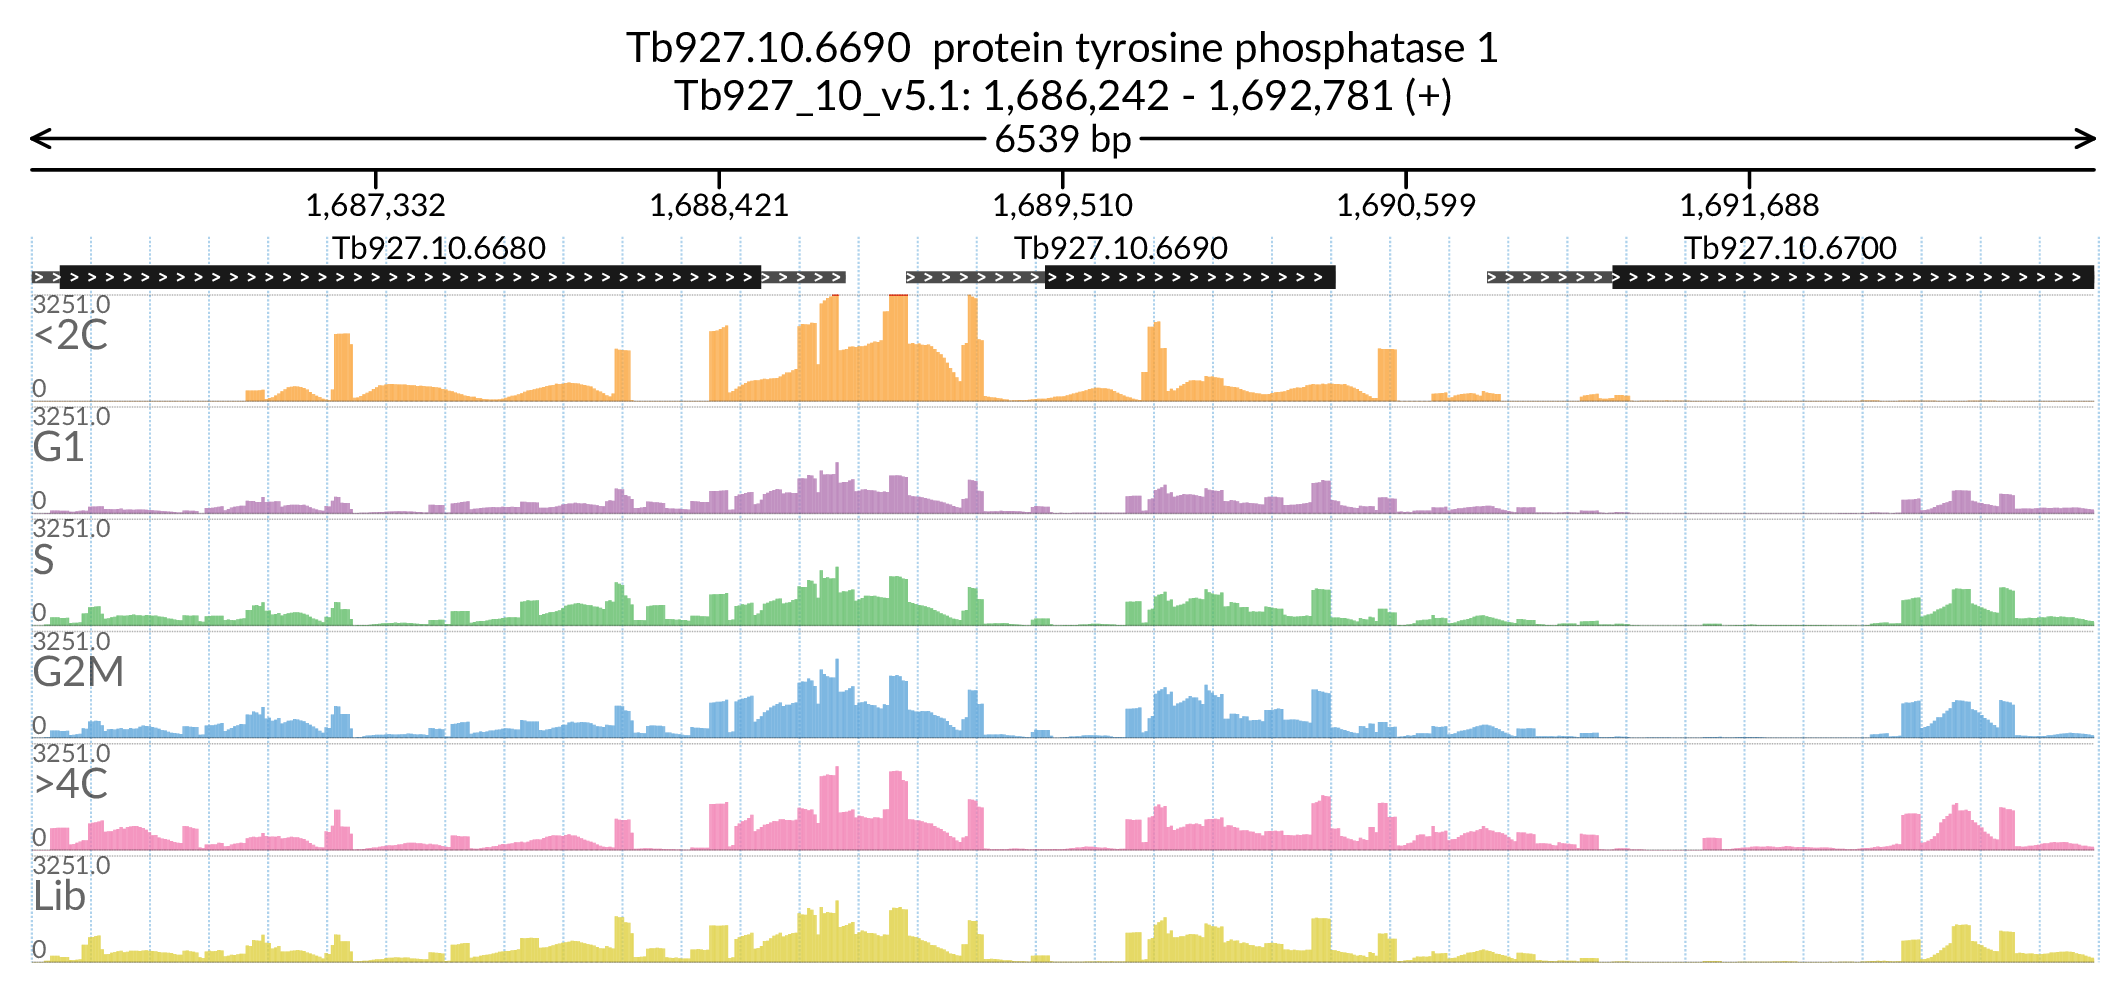 Tb927.10.6690  protein tyrosine phosphatase 1
Tb927_10_v5.1: 1,686,242 - 1,692,781 (+)
6539 bp
1,687,332 1,688,421 1,689,510 1,690,599 1,691,688
Tb927.10.6680 Tb927.10.6690 Tb927.10.6700
3251.0
<2C
0
3251.0
G1
0
3251.0
S
0
3251.0
G2M
0
3251.0
>4C
0
3251.0
Lib
0